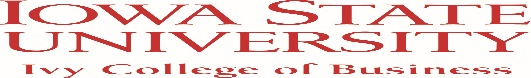 IOWA STATE
UNIVERSITY
Ivy College of Business